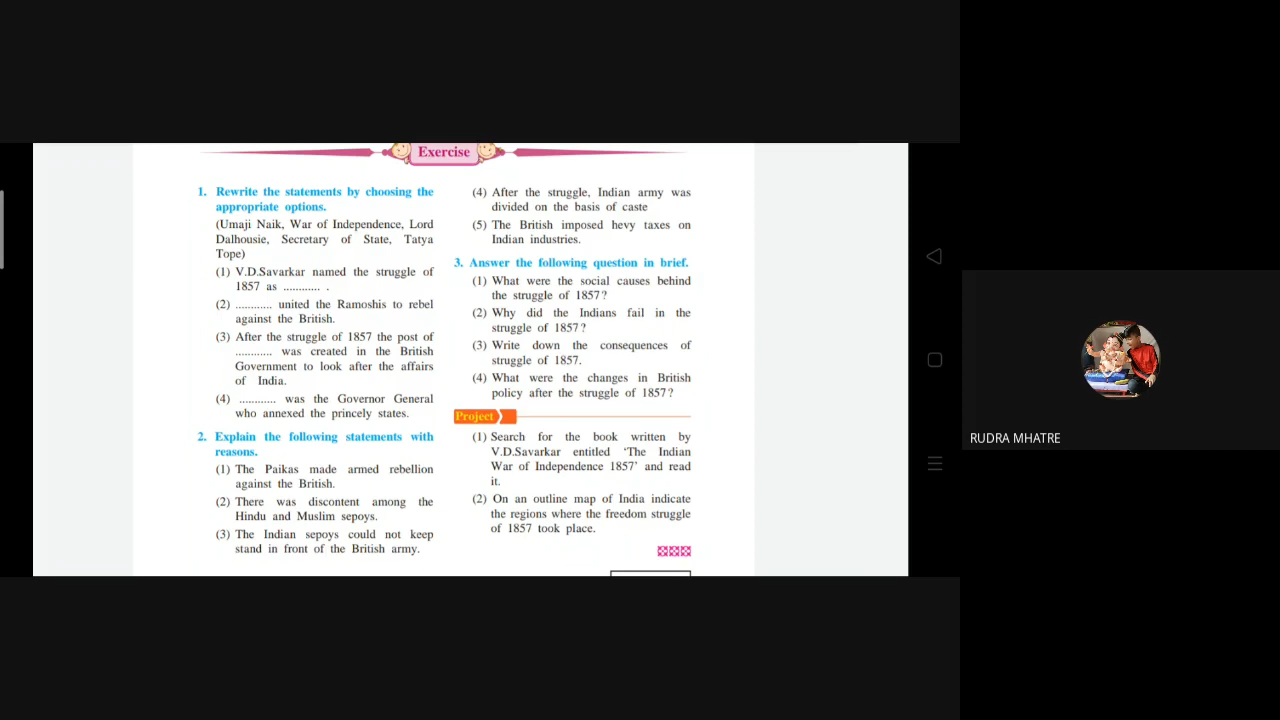 Exercise
1. Rewrite the statements by choosing the
appropriate options.
(Umaji Naik, War of Independence, Lord
Dalhousie, Secretary of State, Tatya
Tope)
(1) V.D.Savarkar named the struggle of
1857 as ............ .
(2) ............ united the Ramoshis to rebel
against the British.
(3) After the struggle of 1857 the post of
............ was created in the British
Government to look after the affairs
of India.
(4) ............ was the Governor General
who annexed the princely states.
2. Explain the following statements with
reasons.
(1) The Paikas made armed rebellion
against the British.
(2) There was discontent among the
Hindu and Muslim sepoys.
(3) The Indian sepoys could not keep
stand in front of the British army.
(4) After the struggle, Indian army was
divided on the basis of caste
(5) The British imposed hevy taxes on
Indian industries.
3. Answer the following question in brief.
(1) What were the social causes behind
the struggle of 1857?
(2) Why did the Indians fail in the
struggle of 1857?
(3) Write down the consequences of
struggle of 1857.
(4) What were the changes in British
policy after the struggle of 1857?
Project
(1) Search for the book written by
V.D.Savarkar entitled ‘The Indian
War of Independence 1857’ and read
it.
(2) On an outline map of India indicate
the regions where the freedom struggle
of 1857 took place.
RUDRA MHATRE